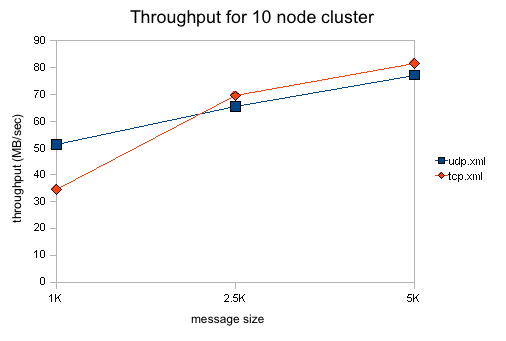 Throughput for 10 node cluster
throughput (MB/sec)
90
80
70
60
50
40
30
20
10
0
1K 2.5K 5K
message size
udp.xml
tcp.xml